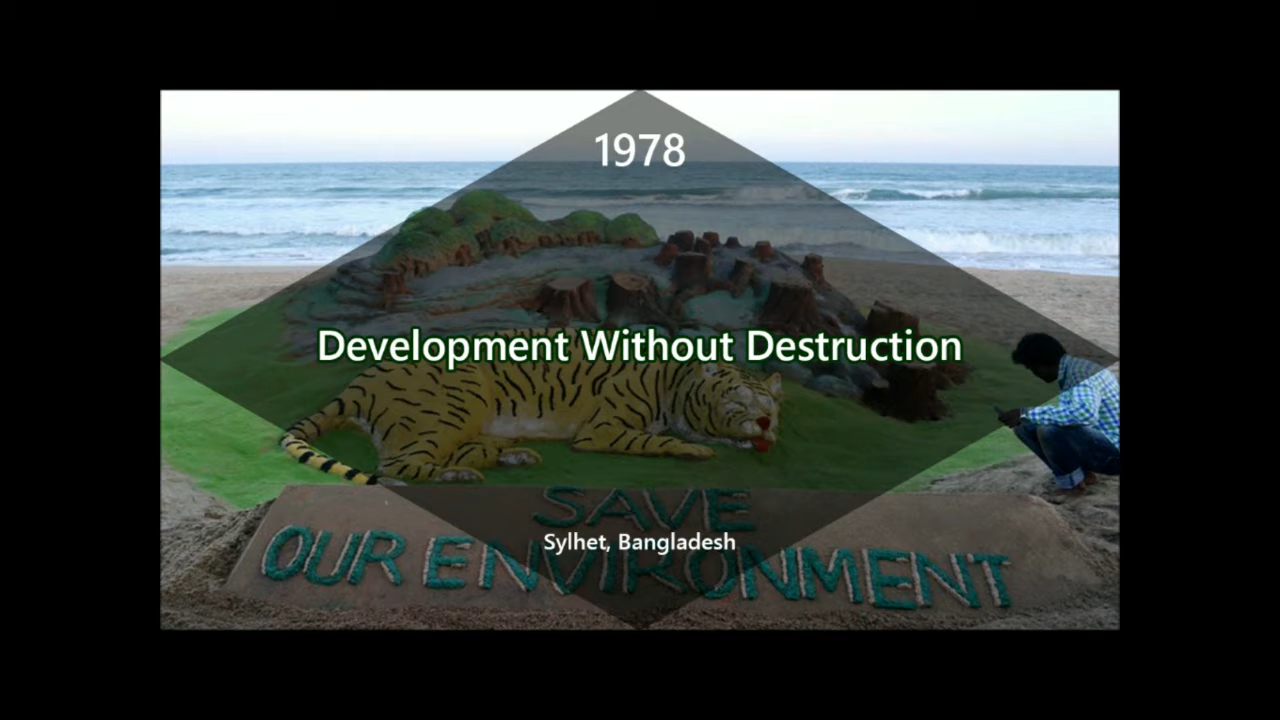 1978
Development Without Destruction
SAVE
Sylhet, Bangladesh
OUR ENVIRONMENT